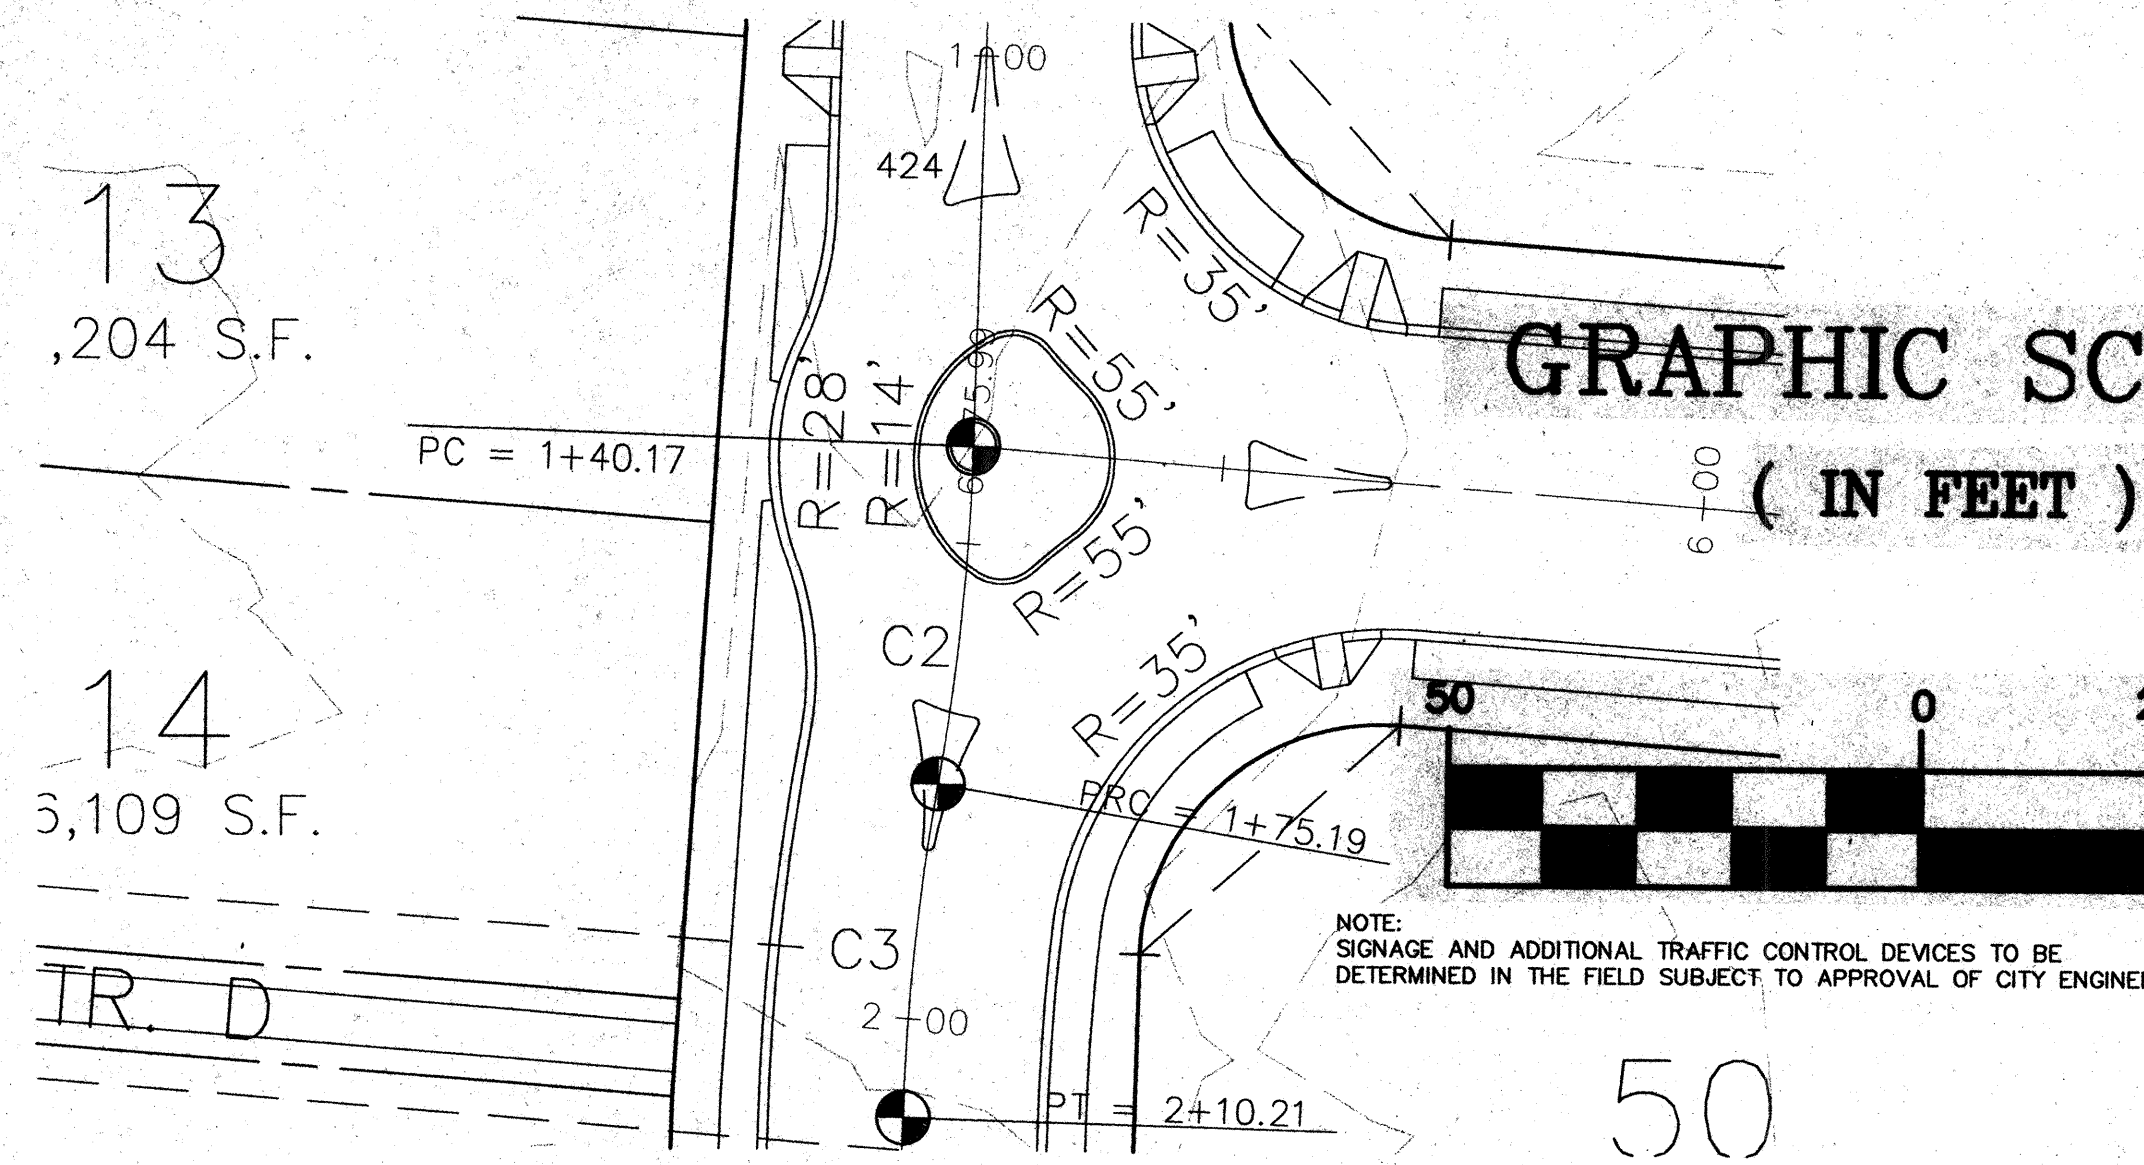 1+00
424
13
,204 S.F.
R=35'
R=55'
R=28'
R=14'
GRAPHIC SC
( IN FEET )
PC = 1+40.17
6+00
R=55'
C2
R=35'
14
,109 S.F.
50
0
PRC = 1+75.19
C3
NOTE:
SIGNAGE AND ADDITIONAL TRAFFIC CONTROL DEVICES TO BE
DETERMINED IN THE FIELD SUBJECT TO APPROVAL OF CITY ENGINE
TR. D
2+00
PT = 2+10.21
50